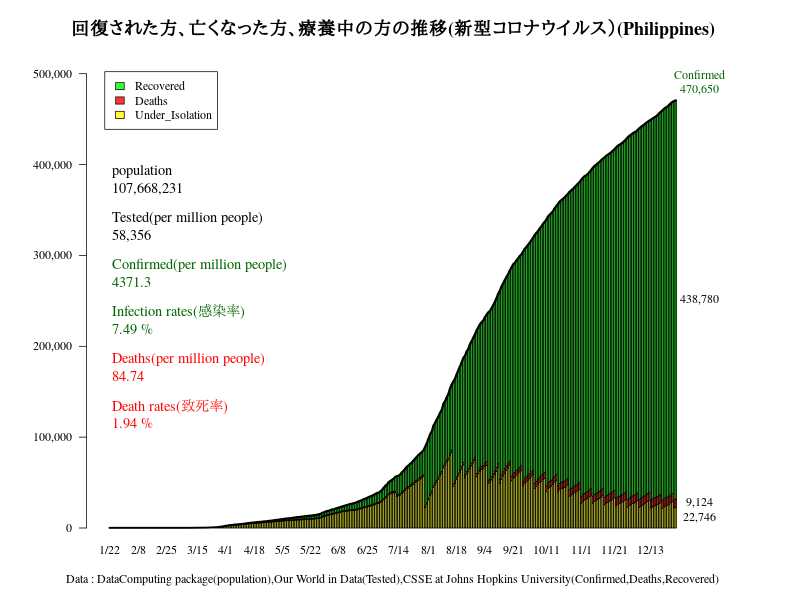 回復された方、亡くなった方、療養中の方の推移(新型コロナウイルス）(Philippines)
Confirmed
470,650
500,000
400,000
300,000
200,000
100,000
0
Recovered
Deaths
Under_Isolation
population
107,668,231
Tested(per million people)
58,356
Confirmed(per million people)
4371.3
Infection rates(感染率)
7.49 %
Deaths(per million people)
84.74
Death rates(致死率)
1.94 %
438,780
9,124
22,746
1/22 2/8 2/25 3/15 4/1 4/18 5/5 5/22 6/8 6/25 7/14 8/1 8/18 9/4 9/21 10/11 11/1 11/21 12/13
Data : DataComputing package(population),Our World in Data(Tested),CSSE at Johns Hopkins University(Confirmed,Deaths,Recovered)